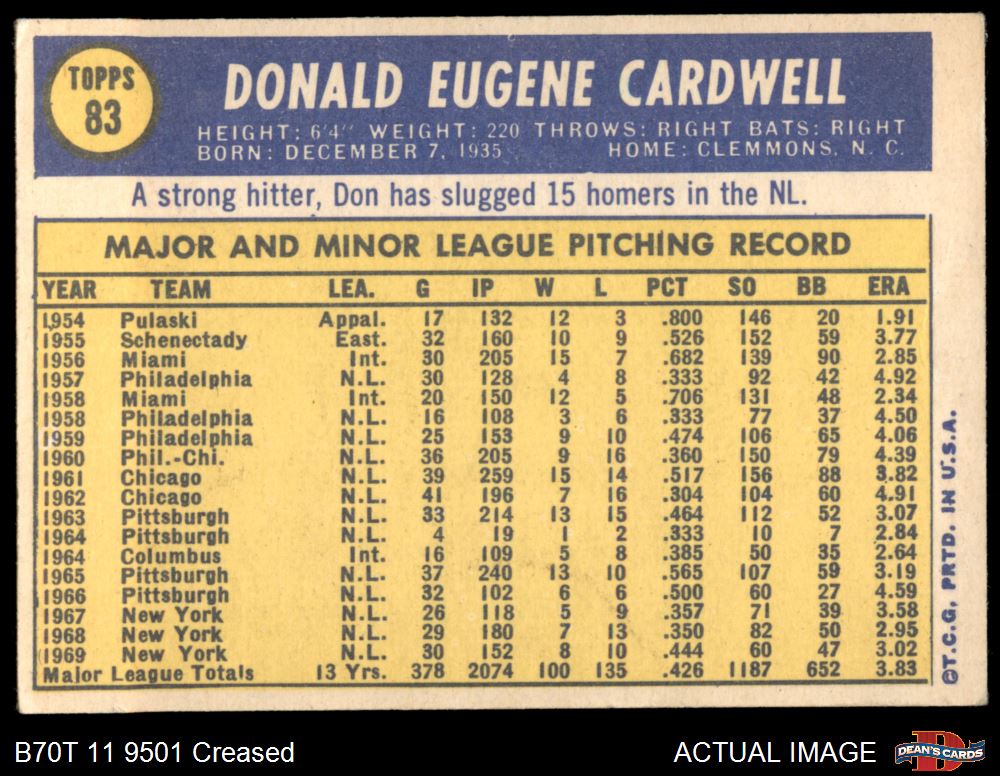 TOPPS
83
DONALD EUGENE CARDWELL
HEIGHT: 6'4" WEIGHT: 220 THROWS: RIGHT BATS: RIGHT
BORN: DECEMBER 7, 1935 HOME: CLEMMONS, N. C.
A strong hitter, Don has slugged 15 homers in the NL.
MAJOR AND MINOR LEAGUE PITCHING RECORD
YEAR TEAM LEA. G IP W L PCT SO BB ERA
1954 Pulaski Appal. 17 132 12 3 .800 146 20 1.91
1955 Schenectady East. 32 160 10 9 .526 152 59 3.77
1956 Miami Int. 30 205 15 7 .682 139 90 2.85
1957 Philadelphia N.L. 30 128 4 8 .333 92 42 4.92
1958 Miami Int. 20 150 12 5 .706 131 48 2.34
1958 Philadelphia N.L. 16 108 3 6 .333 77 37 4.50
1959 Philadelphia N.L. 25 153 9 10 .474 106 65 4.06
1960 Phil.-Chi. N.L. 36 205 9 16 .360 150 79 4.39
1961 Chicago N.L. 39 259 15 14 .517 156 88 3.82
1962 Chicago N.L. 41 196 7 16 .304 104 60 4.91
1963 Pittsburgh N.L. 33 214 13 15 .464 112 52 3.07
1964 Pittsburgh N.L. 4 19 1 2 .333 10 7 2.84
1964 Columbus Int. 16 109 5 8 .385 50 35 2.64
1965 Pittsburgh N.L. 37 240 13 10 .565 107 59 3.19
1966 Pittsburgh N.L. 32 102 6 6 .500 60 27 4.59
1967 New York N.L. 26 118 5 9 .357 71 39 3.58
1968 New York N.L. 29 180 7 13 .350 82 50 2.95
1969 New York N.L. 30 152 8 10 .444 60 47 3.02
Major League Totals 13 Yrs. 378 2074 100 135 .426 1187 652 3.83
©T.C.G. PRTD. IN U.S.A.
B70T 11 9501 Creased
ACTUAL IMAGE
D
DEAN'S CARDS